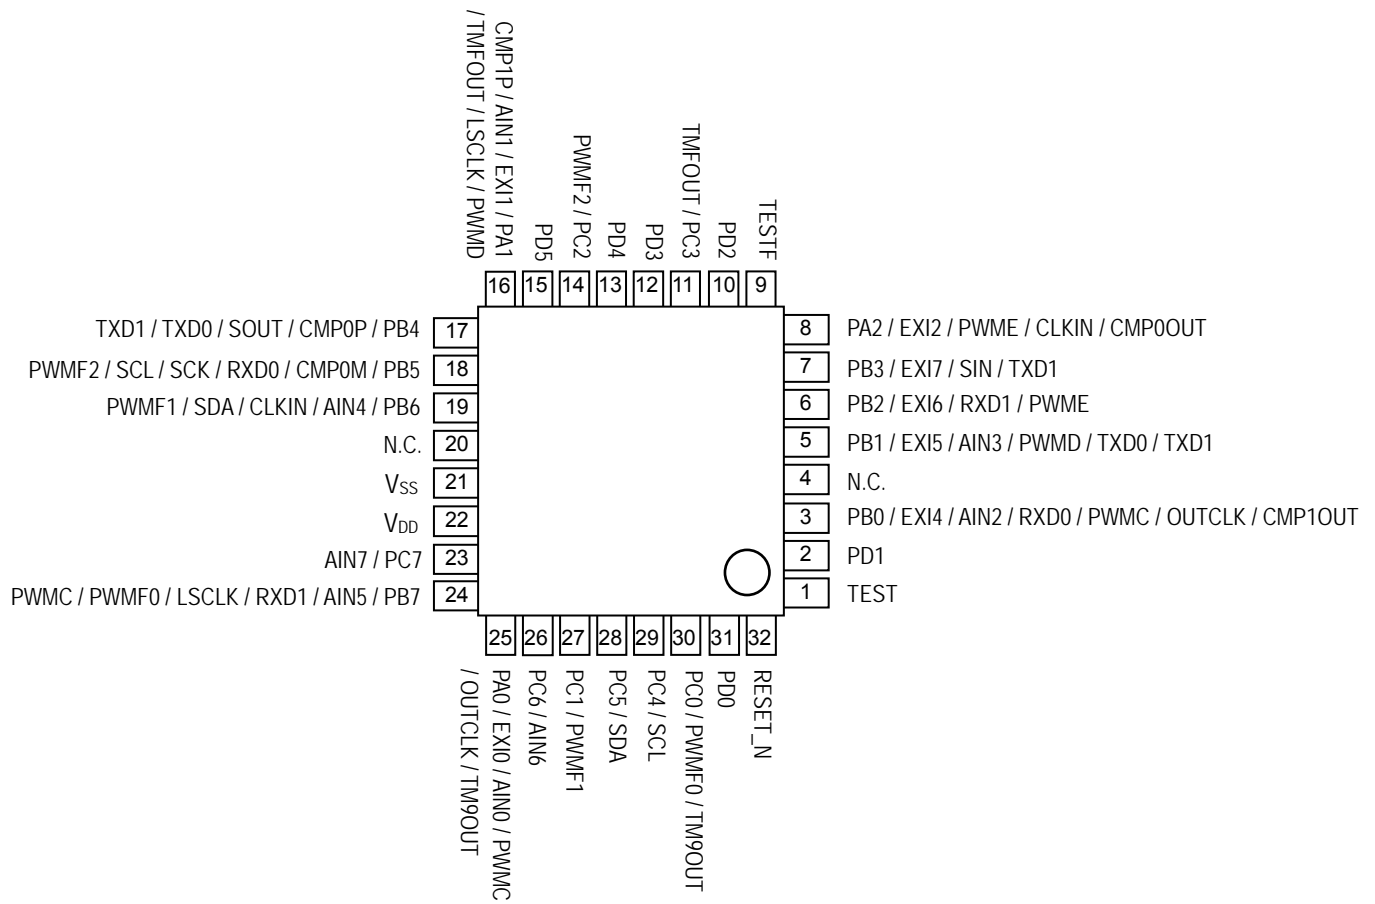 CMP1P / AIN1 / EXI1 / PA1
/ TMFOUT / LSCLK / PWMD
PD5
PWMF2 / PC2
PD4
PD3
TMFOUT / PC3
PD2
TESTF
16
15
14
13
12
11
10
9
TXD1 / TXD0 / SOUT / CMP0P / PB4
17
PWMF2 / SCL / SCK / RXD0 / CMP0M / PB5
18
PWMF1 / SDA / CLKIN / AIN4 / PB6
19
N.C.
20
VSS
21
VDD
22
AIN7 / PC7
23
PWMC / PWMF0 / LSCLK / RXD1 / AIN5 / PB7
24
8
PA2 / EXI2 / PWME / CLKIN / CMP0OUT
7
PB3 / EXI7 / SIN / TXD1
6
PB2 / EXI6 / RXD1 / PWME
5
PB1 / EXI5 / AIN3 / PWMD / TXD0 / TXD1
4
N.C.
3
PB0 / EXI4 / AIN2 / RXD0 / PWMC / OUTCLK / CMP1OUT
2
PD1
1
TEST
25
26
27
28
29
30
31
32
PA0 / EXI0 / AIN0 / PWMC
/ OUTCLK / TM9OUT
PC6 / AIN6
PC1 / PWMF1
PC5 / SDA
PC4 / SCL
PC0 / PWMF0 / TM9OUT
PD0
RESET_N